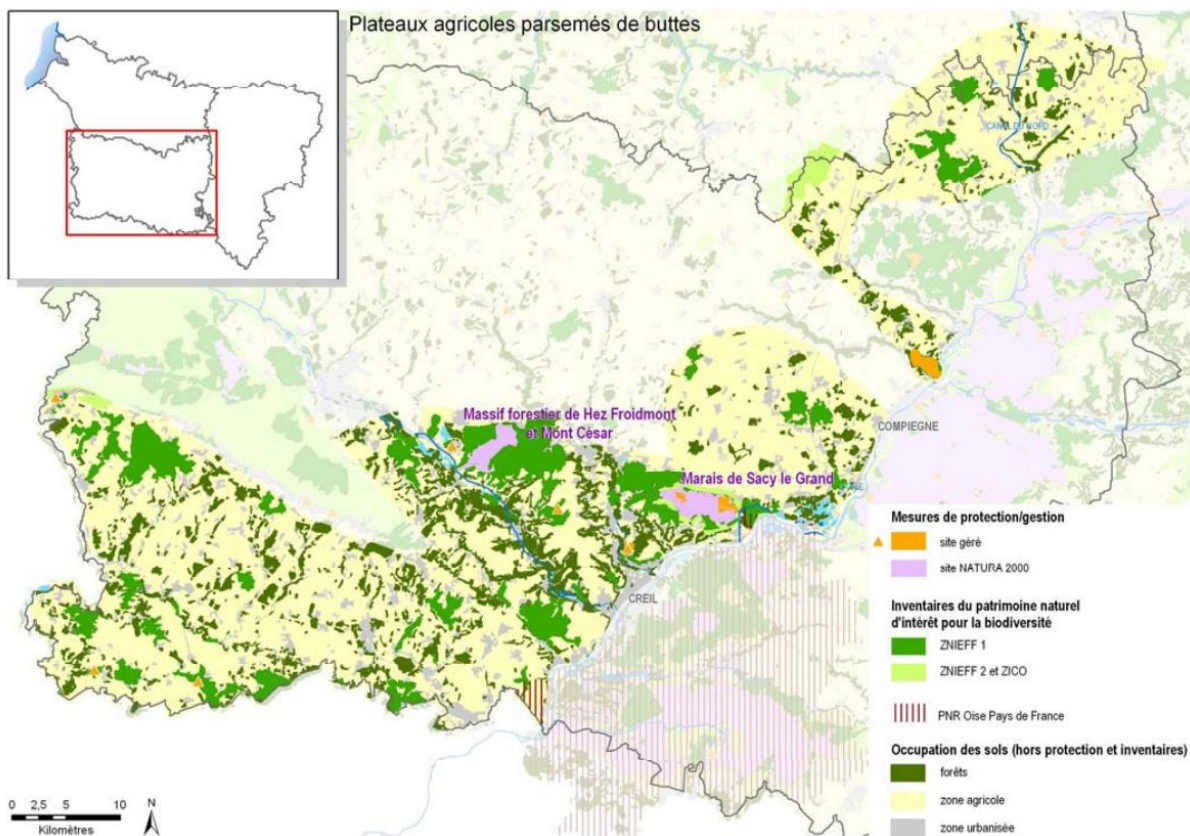 Plateaux agricoles parsemés de buttes
CANAL DU NORD
Massif forestier de Hez Froidmont
et Mont César
COMPIEGNE
Marais de Sacy le Grand
CREIL
Mesures de protection/gestion
site géré
site NATURA 2000
Inventaires du patrimoine naturel
d'intérêt pour la biodiversité
ZNIEFF 1
ZNIEFF 2 et ZICO
PNR Oise Pays de France
Occupation des sols (hors protection et inventaires)
forêts
zone agricole
zone urbanisée
0 2,5 5 10
Kilomètres
N